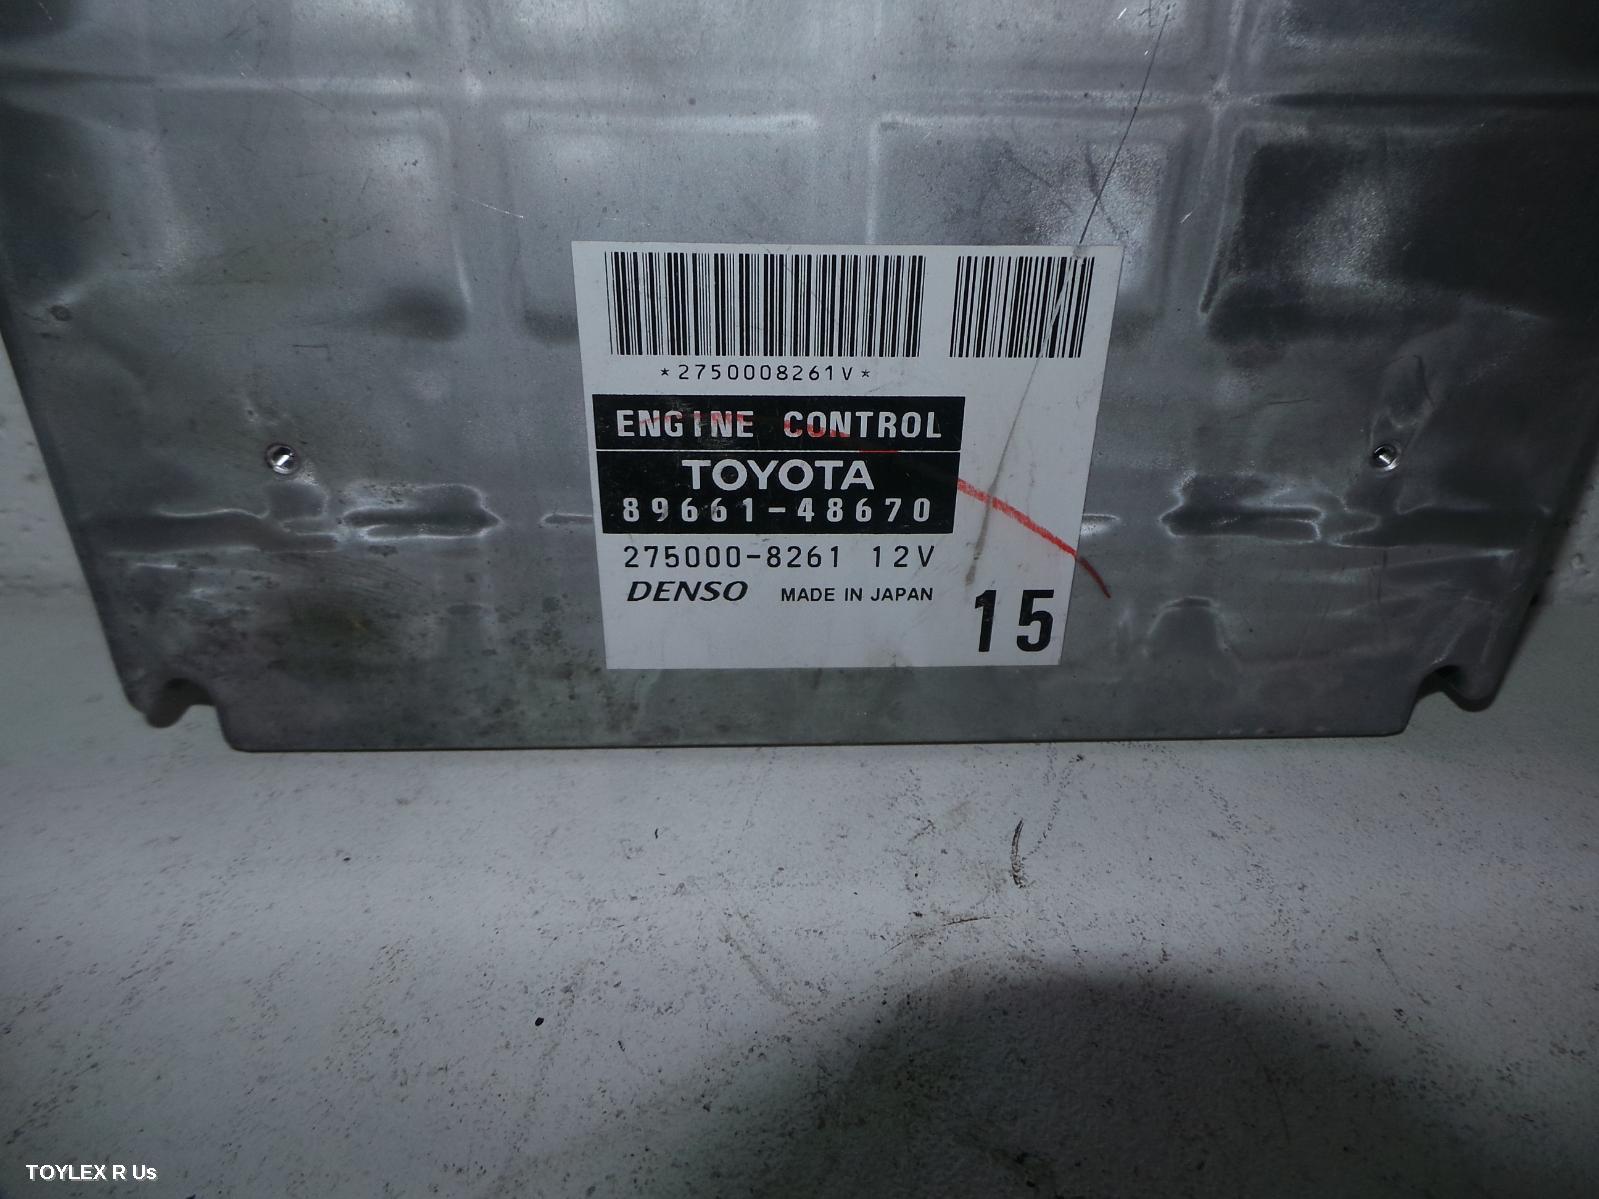 *2750008261V*
ENGINE CONTROL
TOYOTA
89661-48670
275000-8261 12V
DENSO MADE IN JAPAN
15
TOYLEX R Us